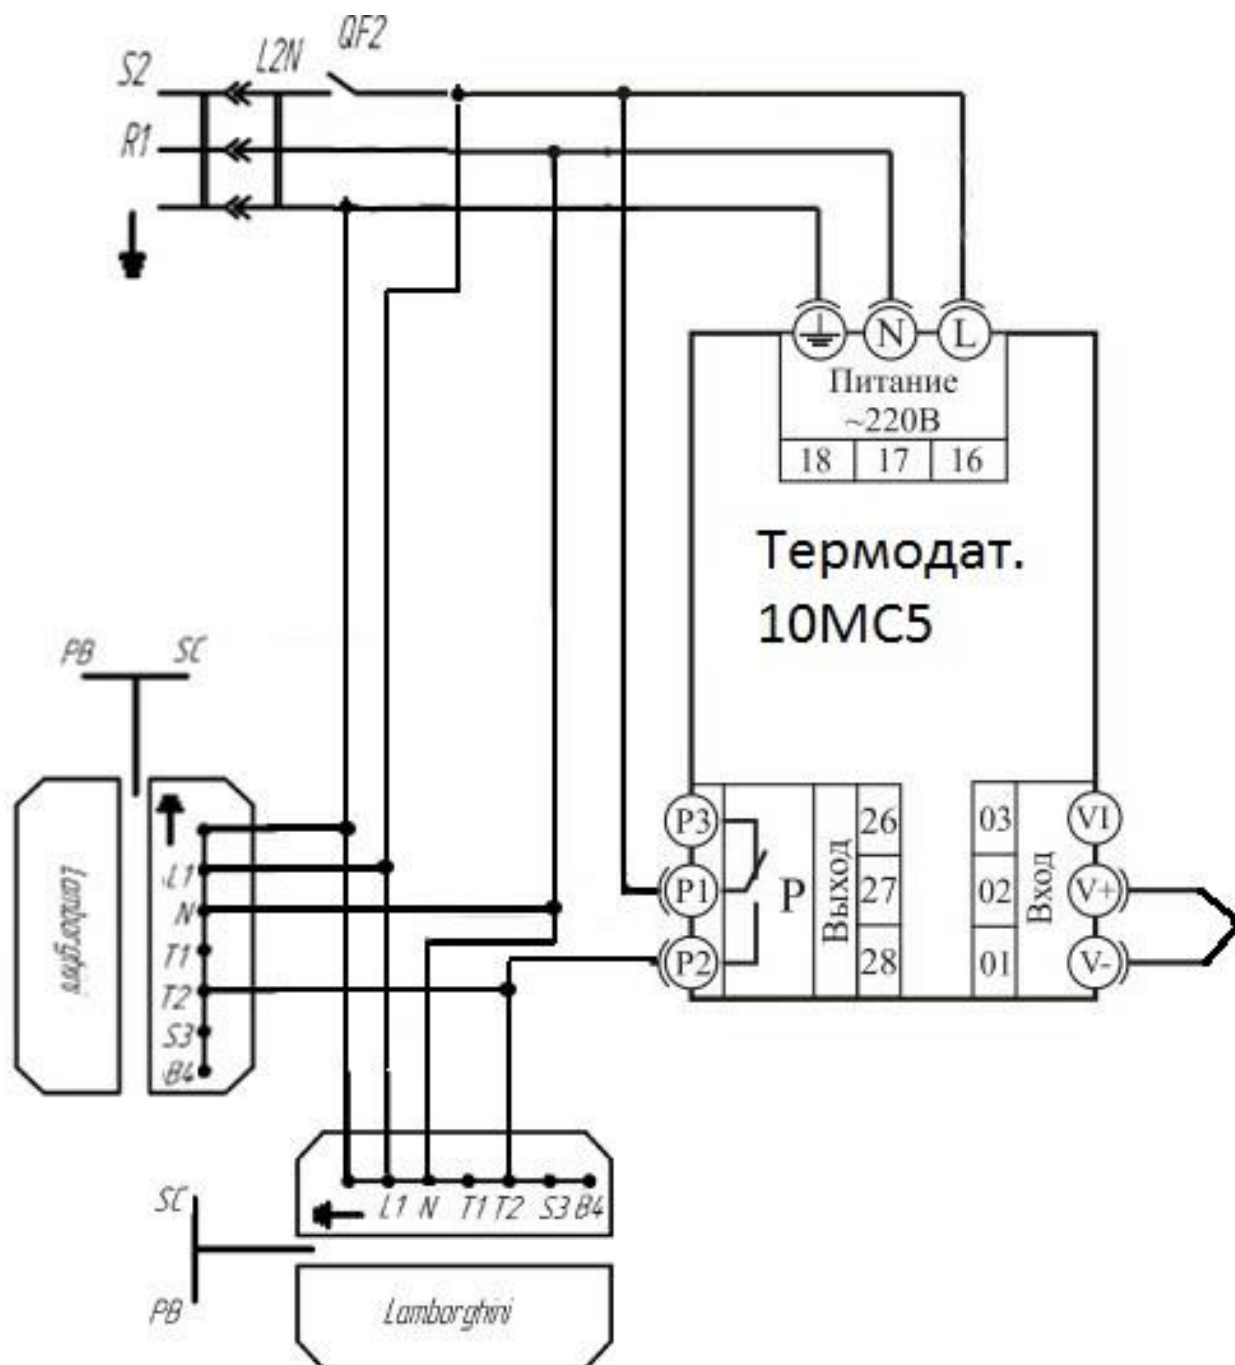 QF2
L2N
S2
R1
N
L
Питание
~220В
18
17
16
Термодат.
10МС5
PB
SC
Lamborghini
L1
N
T1
T2
S3
B4
P3
P1
P2
P
Выход
26
27
28
03
02
01
Вход
VI
V+
V-
SC
PB
L1 N T1 T2 S3 B4
Lamborghini